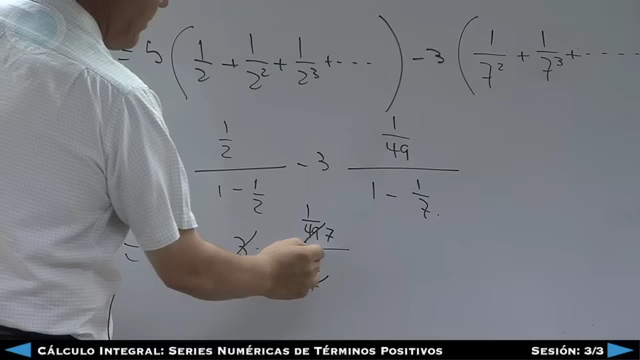 = 5 ( 1/2 + 1/2² + 1/2³ + ··· ) - 3 ( 1/7² + 1/7³ + ·····
1/2 / (1 - 1/2) - 3 1/49 / (1 - 1/7).
= 1/49 7
CÁLCULO INTEGRAL: SERIES NUMÉRICAS DE TÉRMINOS POSITIVOS SESIÓN: 3/3